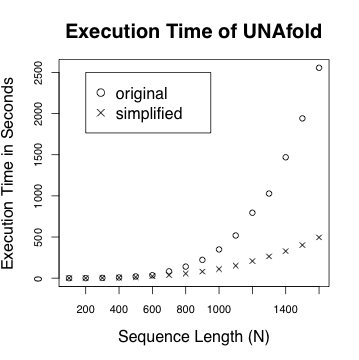 Execution Time of UNAfold
original
simplified
Execution Time in Seconds
0
500
1000
1500
2000
2500
200 400 600 800 1000 1400
Sequence Length (N)